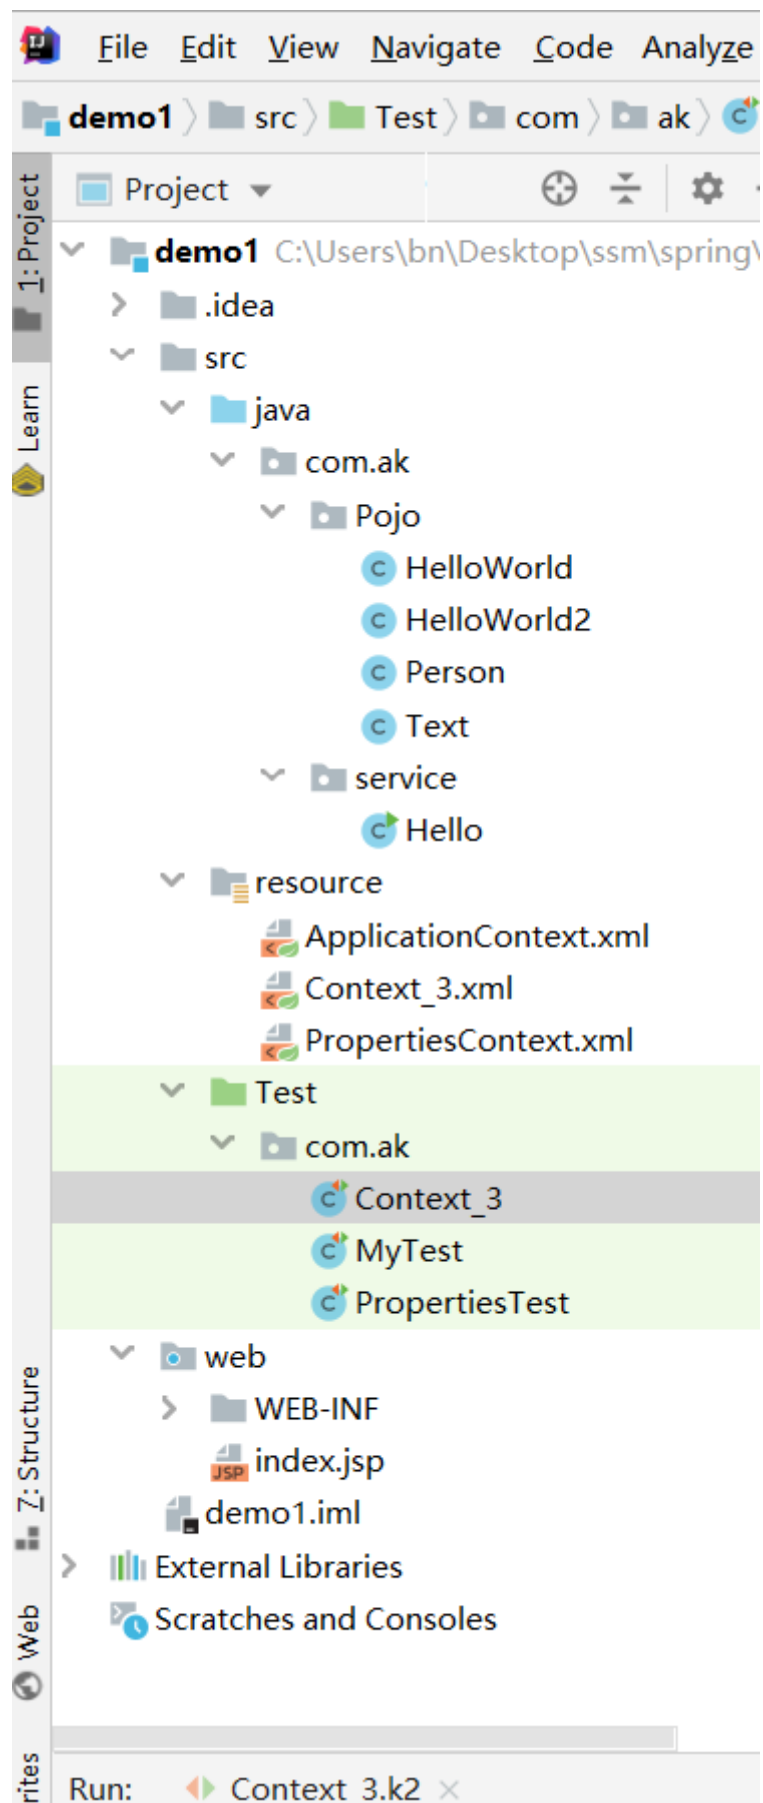 File Edit View Navigate Code Analyze
demo1 src Test com ak
Project
demo1 C:\Users\bn\Desktop\ssm\spring\
.idea
src
java
com.ak
Pojo
HelloWorld
HelloWorld2
Person
Text
service
Hello
resource
ApplicationContext.xml
Context_3.xml
PropertiesContext.xml
Test
com.ak
Context_3
MyTest
PropertiesTest
web
WEB-INF
index.jsp
demo1.iml
External Libraries
Scratches and Consoles
1: Project
Learn
7: Structure
Web
Run: Context_3.k2